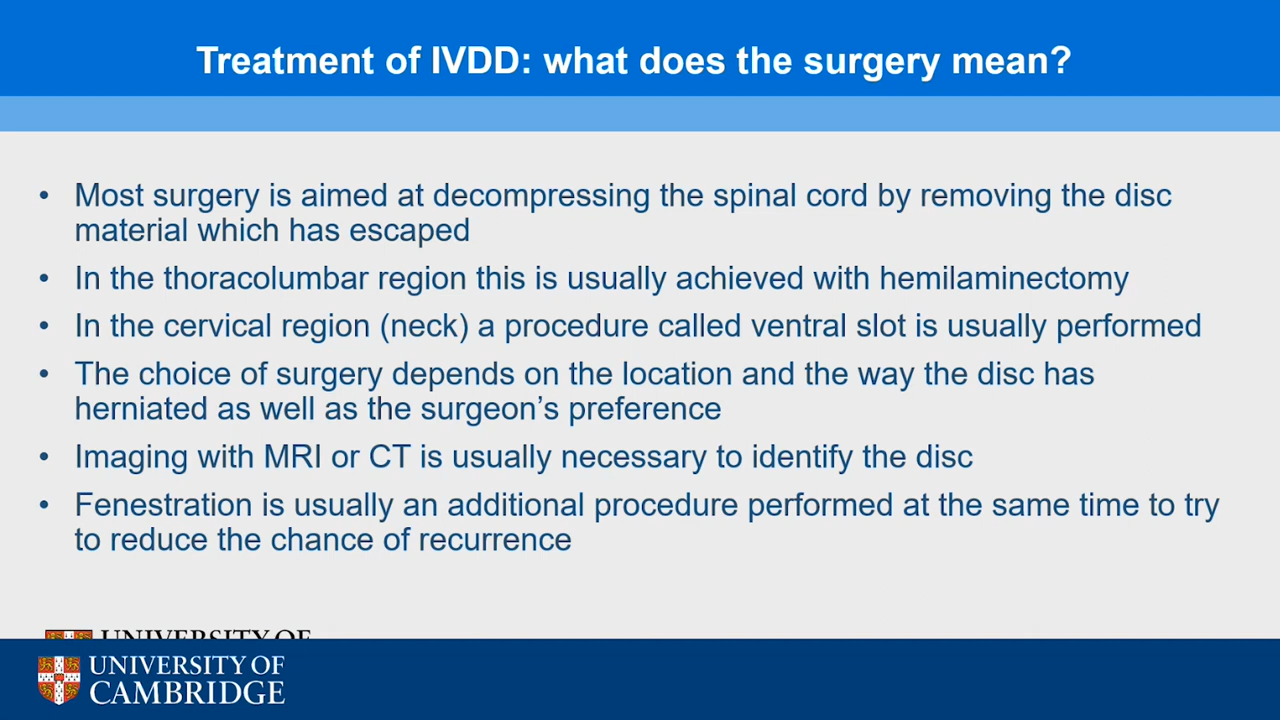 Treatment of IVDD: what does the surgery mean?
• Most surgery is aimed at decompressing the spinal cord by removing the disc
material which has escaped
• In the thoracolumbar region this is usually achieved with hemilaminectomy
• In the cervical region (neck) a procedure called ventral slot is usually performed
• The choice of surgery depends on the location and the way the disc has
herniated as well as the surgeon’s preference
• Imaging with MRI or CT is usually necessary to identify the disc
• Fenestration is usually an additional procedure performed at the same time to try
to reduce the chance of recurrence
UNIVERSITY OF
UNIVERSITY OF
CAMBRIDGE